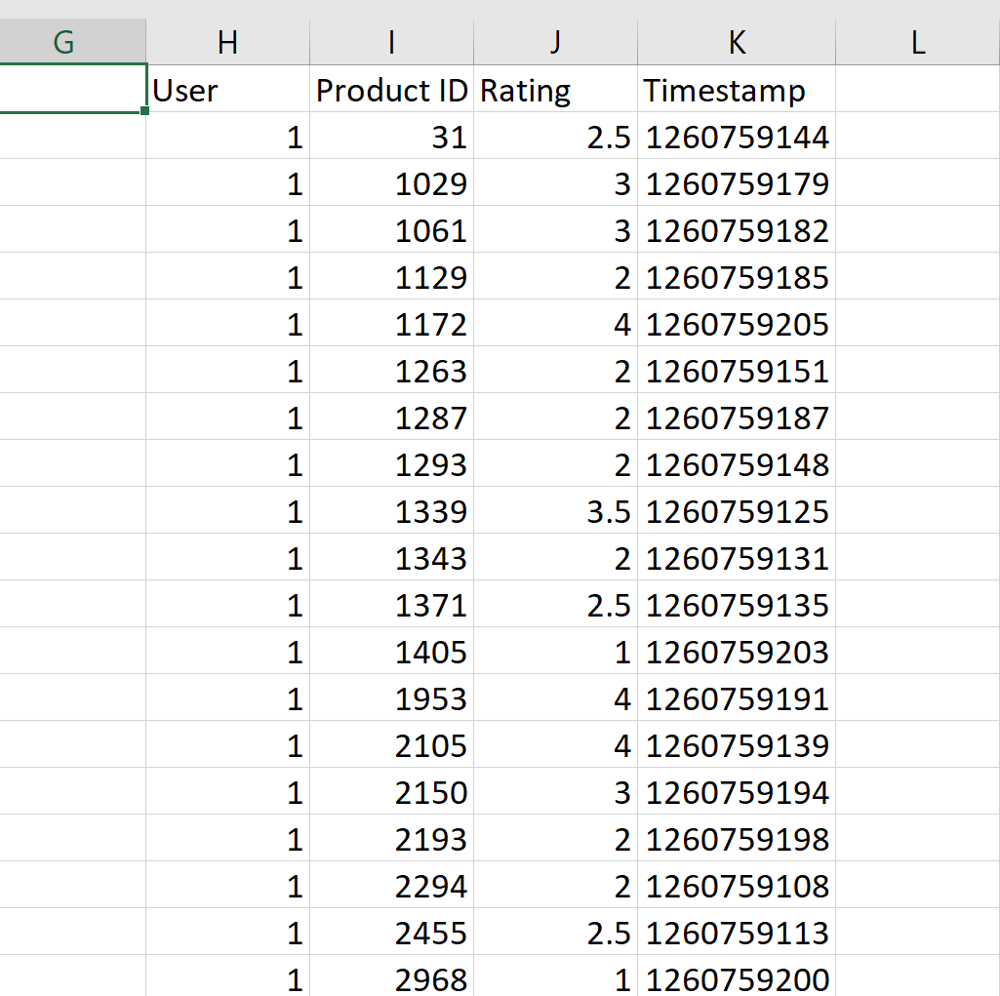 G H I J K L
User Product ID Rating Timestamp
1 31 2.5 1260759144
1 1029 3 1260759179
1 1061 3 1260759182
1 1129 2 1260759185
1 1172 4 1260759205
1 1263 2 1260759151
1 1287 2 1260759187
1 1293 2 1260759148
1 1339 3.5 1260759125
1 1343 2 1260759131
1 1371 2.5 1260759135
1 1405 1 1260759203
1 1953 4 1260759191
1 2105 4 1260759139
1 2150 3 1260759194
1 2193 2 1260759198
1 2294 2 1260759108
1 2455 2.5 1260759113
1 2968 1 1260759200